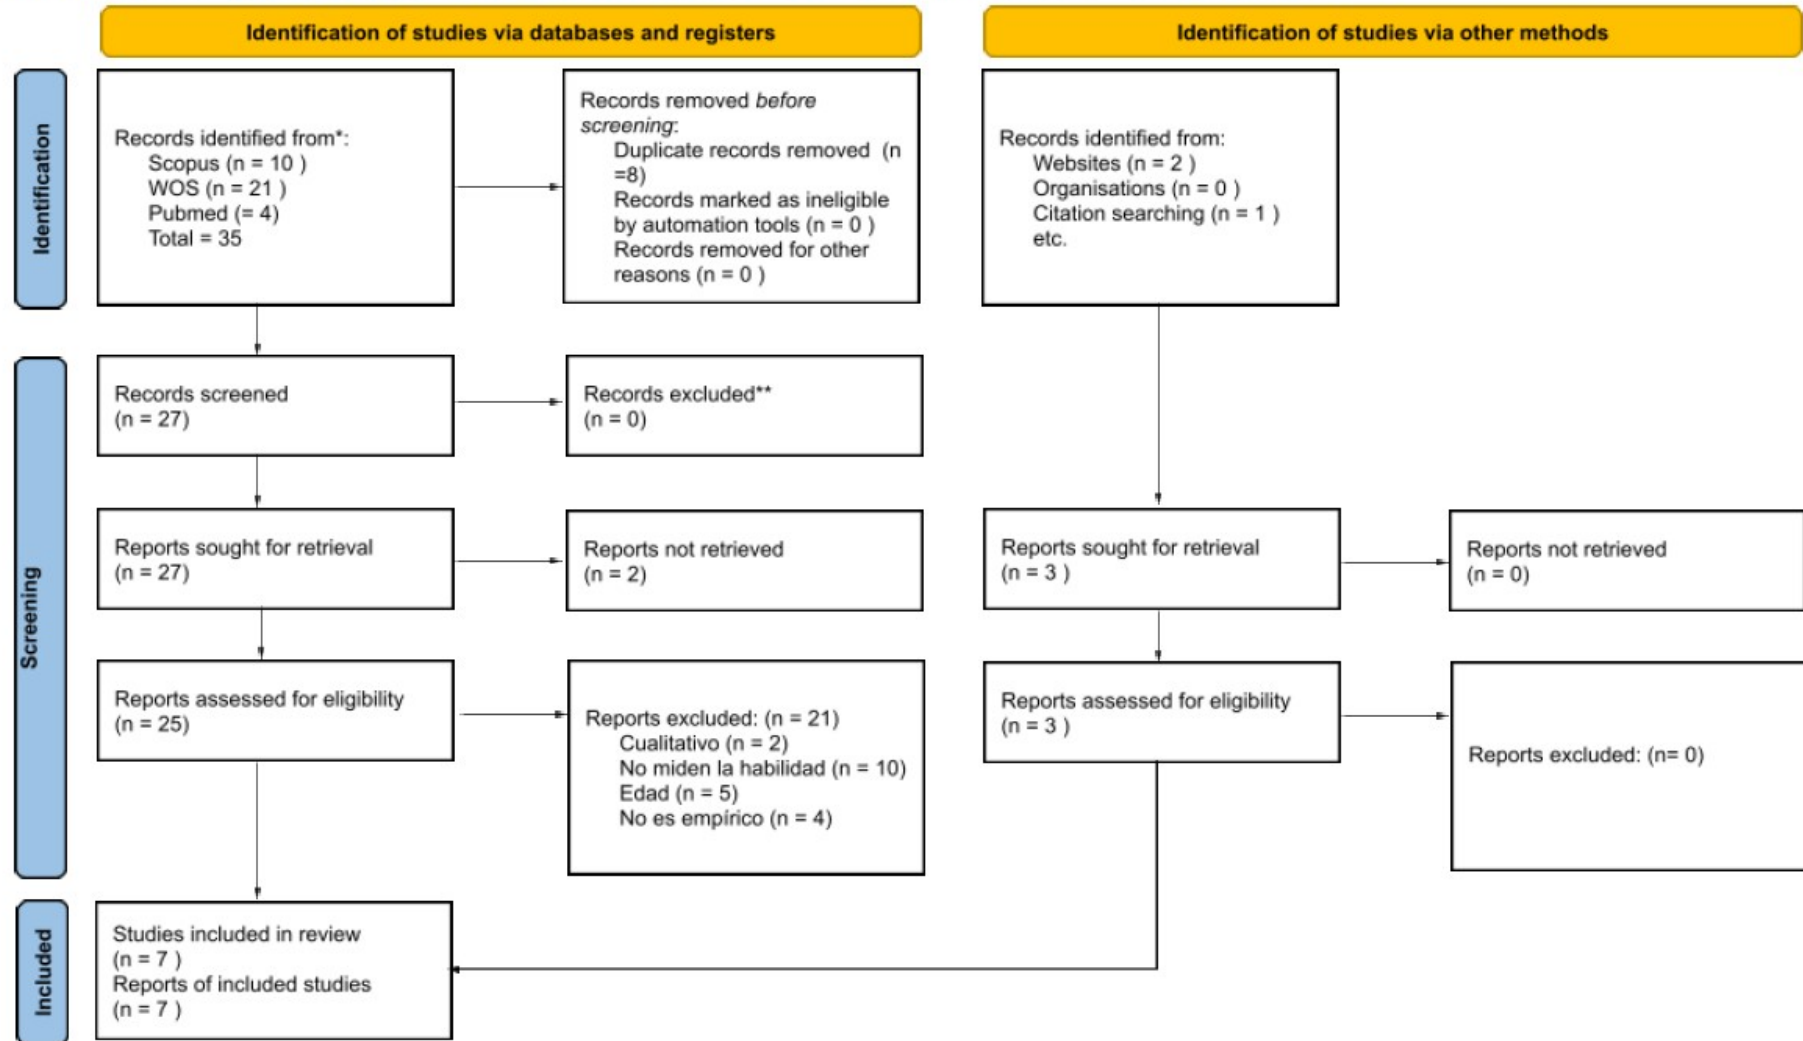 Identification of studies via databases and registers
Identification of studies via other methods
Identification
Records identified from*:
Scopus (n = 10 )
WOS (n = 21 )
Pubmed (= 4)
Total = 35
Records removed before
screening:
Duplicate records removed  (n
=8)
Records marked as ineligible
by automation tools (n = 0 )
Records removed for other
reasons (n = 0 )
Records identified from:
Websites (n = 2 )
Organisations (n = 0 )
Citation searching (n = 1 )
etc.
Screening
Records screened
(n = 27)
Records excluded**
(n = 0)
Reports sought for retrieval
(n = 27)
Reports not retrieved
(n = 2)
Reports sought for retrieval
(n = 3 )
Reports not retrieved
(n = 0)
Reports assessed for eligibility
(n = 25)
Reports excluded: (n = 21)
Cualitativo (n = 2)
No miden la habilidad (n = 10)
Edad (n = 5)
No es empírico (n = 4)
Reports assessed for eligibility
(n = 3 )
Reports excluded: (n= 0)
Included
Studies included in review
(n = 7 )
Reports of included studies
(n = 7 )